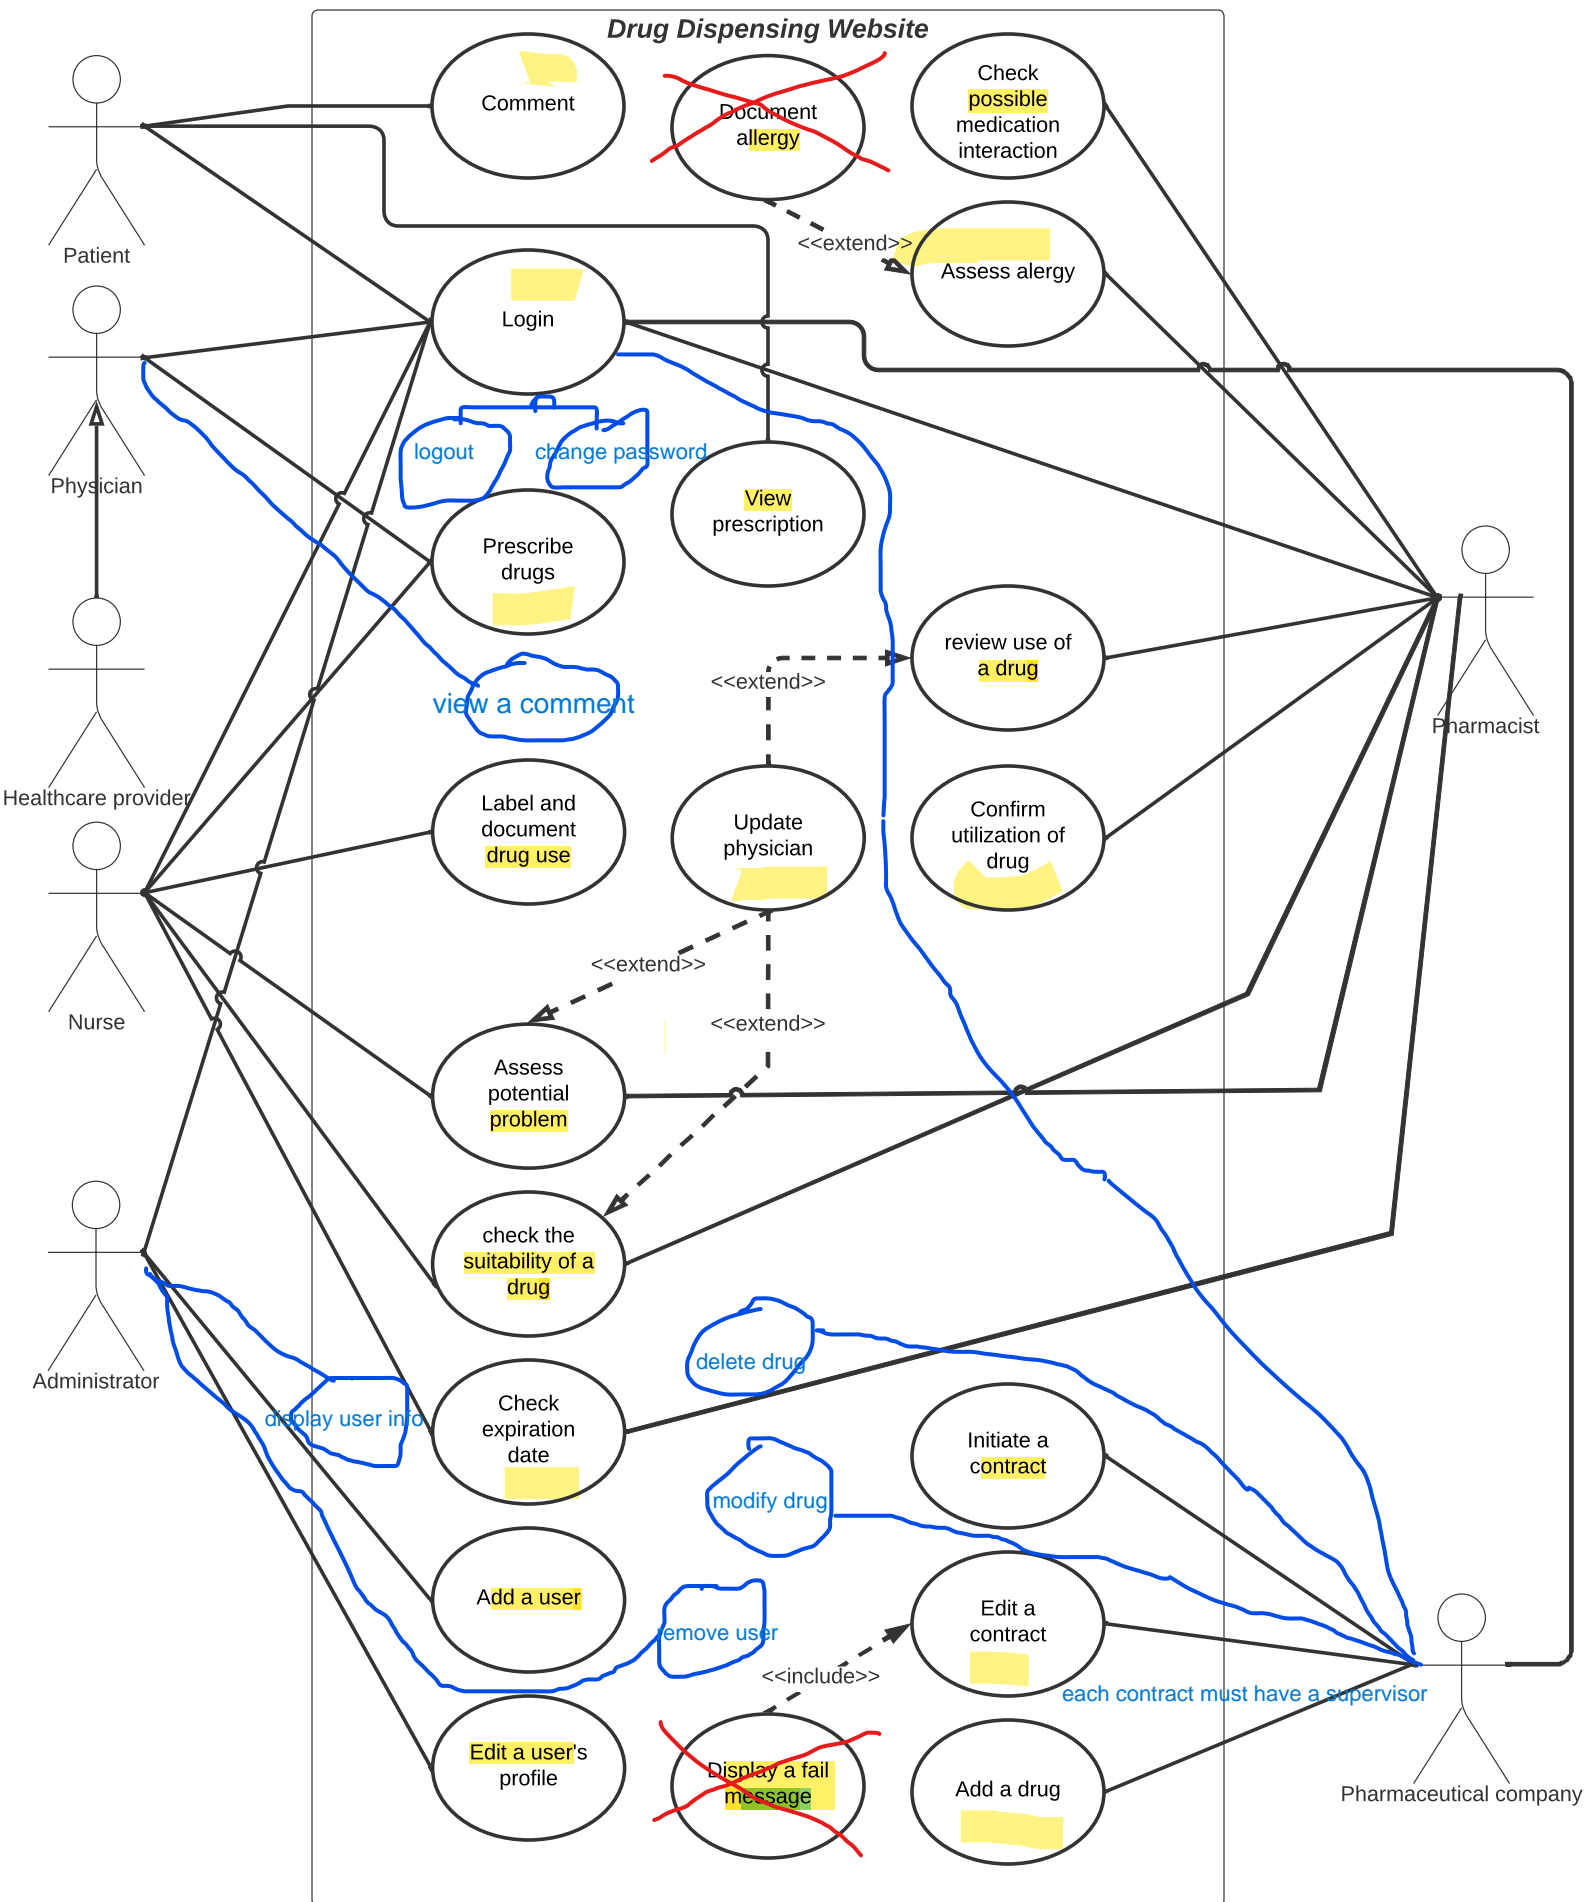 Drug Dispensing Website
Comment
Document
allergy
Check
possible
medication
interaction
Patient
<<extend>>
Assess alergy
Login
Physician
logout
change password
View
prescription
Prescribe
drugs
view a comment
review use of
a drug
<<extend>>
Pharmacist
Healthcare provider
Label and
document
drug use
Update
physician
Confirm
utilization of
drug
<<extend>>
<<extend>>
Nurse
Assess
potential
problem
check the
suitability of a
drug
Administrator
delete drug
display user info
Check
expiration
date
Initiate a
contract
modify drug
Add a user
remove user
Edit a
contract
<<include>>
each contract must have a supervisor
Edit a user's
profile
Display a fail
message
Add a drug
Pharmaceutical company